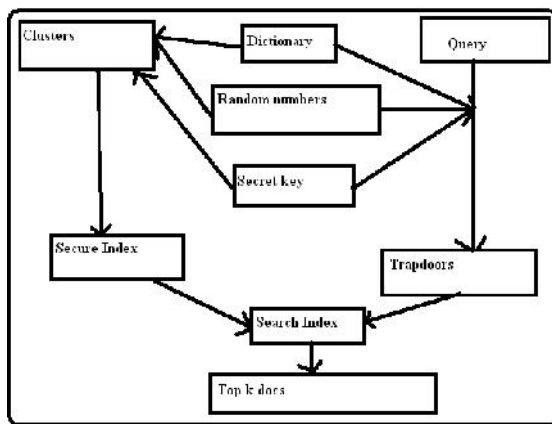 Clusters
Dictionary
Query
Random numbers
Secret key
Secure Index
Trapdoors
Search Index
Top k docs